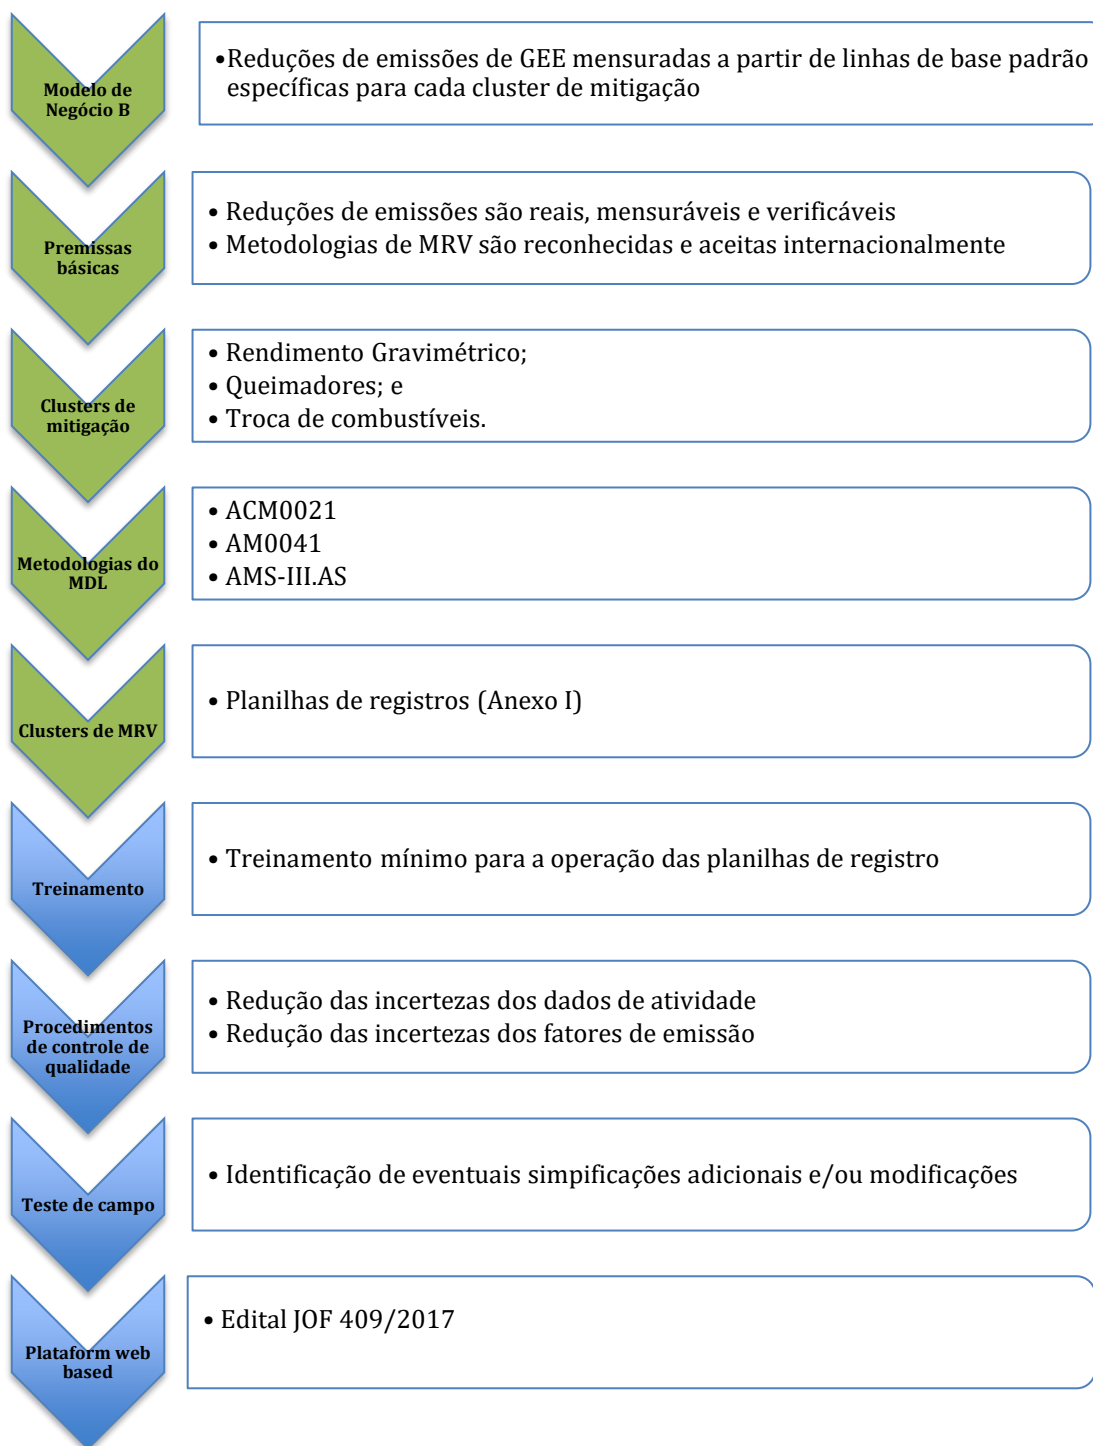 Modelo de
Negócio B
•Reduções de emissões de GEE mensuradas a partir de linhas de base padrão
específicas para cada cluster de mitigação
Premissas
básicas
• Reduções de emissões são reais, mensuráveis e verificáveis
• Metodologias de MRV são reconhecidas e aceitas internacionalmente
Clusters de
mitigação
• Rendimento Gravimétrico;
• Queimadores; e
• Troca de combustíveis.
Metodologias do
MDL
• ACM0021
• AM0041
• AMS-III.AS
Clusters de MRV
• Planilhas de registros (Anexo I)
Treinamento
• Treinamento mínimo para a operação das planilhas de registro
Procedimentos
de controle de
qualidade
• Redução das incertezas dos dados de atividade
• Redução das incertezas dos fatores de emissão
Teste de campo
• Identificação de eventuais simpificações adicionais e/ou modificações
Plataform web
based
• Edital JOF 409/2017